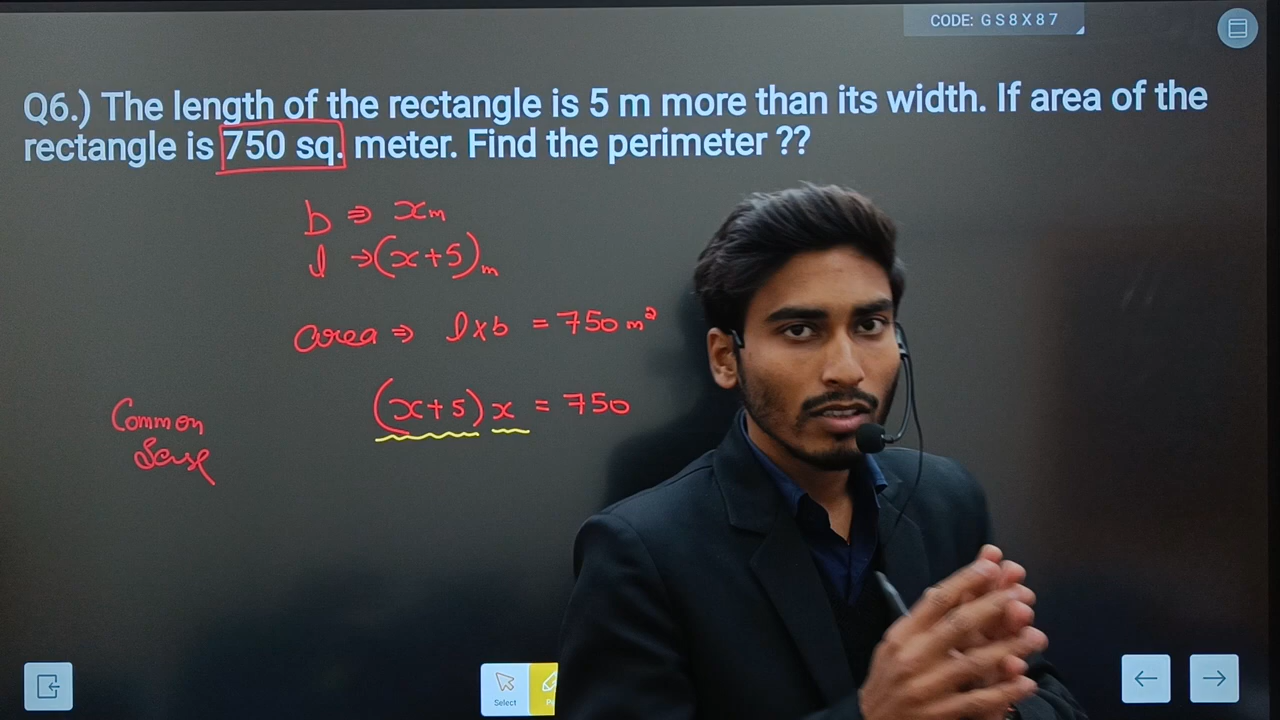 CODE: G S 8 X 8 7
Q6.) The length of the rectangle is 5 m more than its width. If area of the
rectangle is 750 sq. meter. Find the perimeter ??
b ⇒ x m
l → (x+5) m
area ⇒ l x b = 750 m²
(x+5) x = 750
Common
Sense
Select